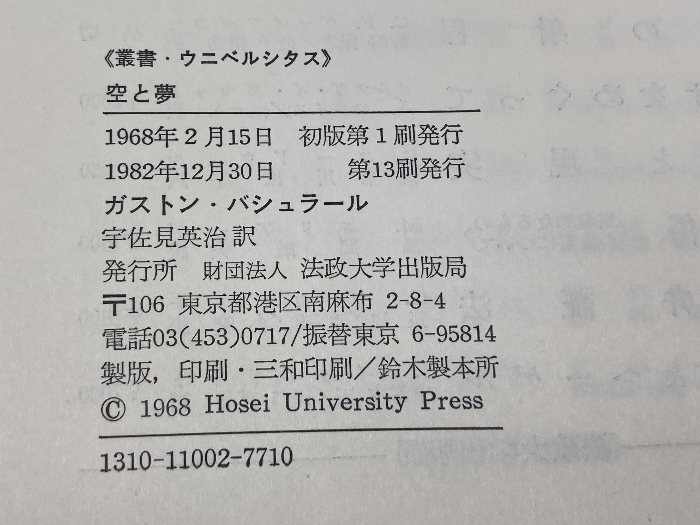 《叢書・ウニベルシタス》
空と夢
1968年2月15日 初版第1刷発行
1982年12月30日 第13刷発行
ガストン・バシュラール
宇佐見英治訳
発行所 財団法人 法政大学出版局
〒106 東京都港区南麻布 2-8-4
電話03(453)0717/振替東京 6-95814
製版,印刷・三和印刷/鈴木製本所
© 1968 Hosei University Press
1310-11002-7710